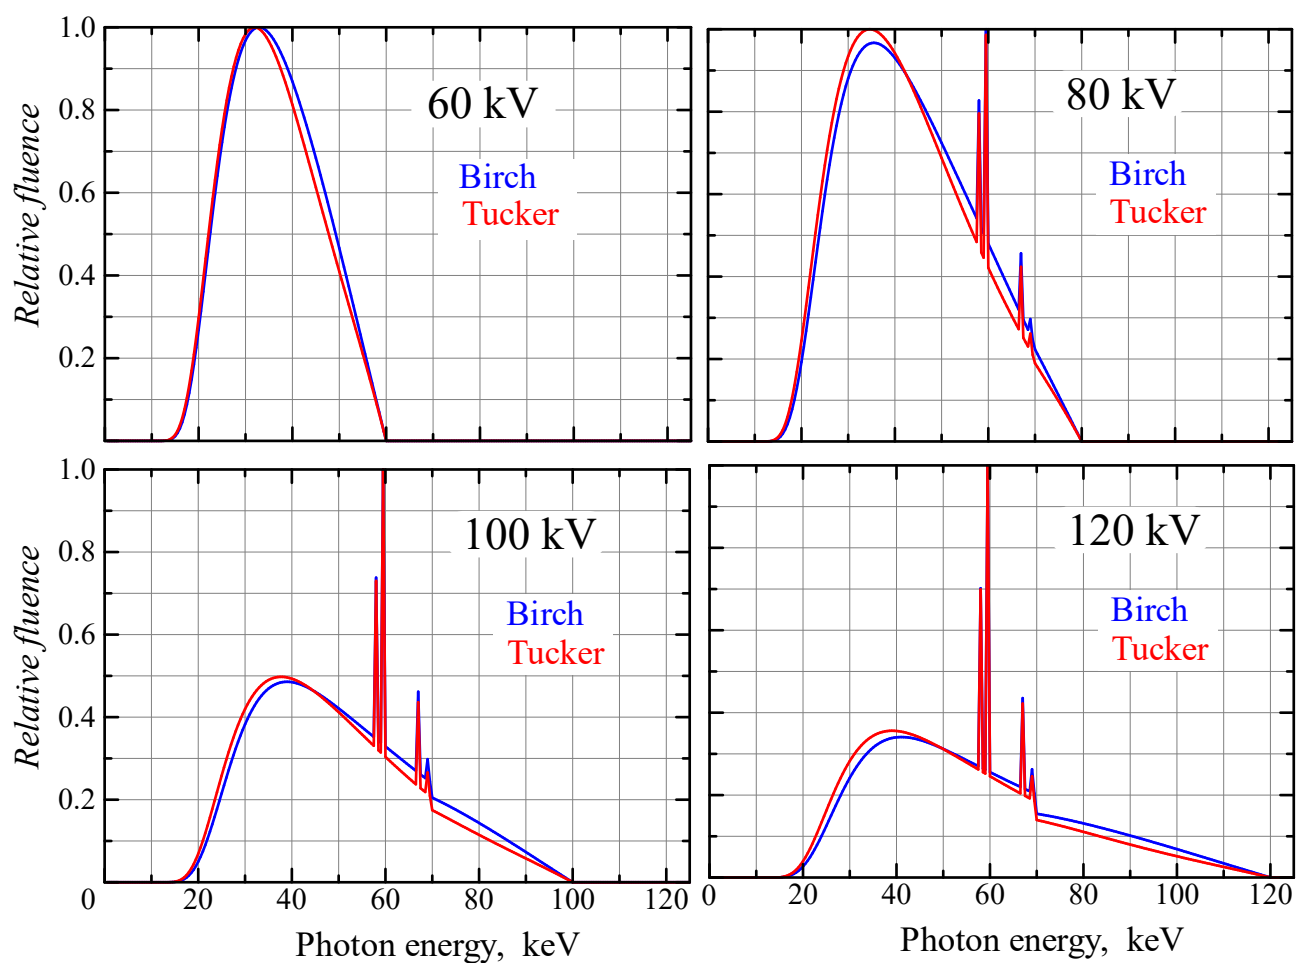 1.0
0.8
0.6
0.4
0.2
Relative fluence
60 kV
Birch
Tucker
80 kV
Birch
Tucker
1.0
0.8
0.6
0.4
0.2
0
Relative fluence
100 kV
Birch
Tucker
20 40 60 80 100 120
Photon energy, keV
120 kV
Birch
Tucker
0 20 40 60 80 100 120
Photon energy, keV